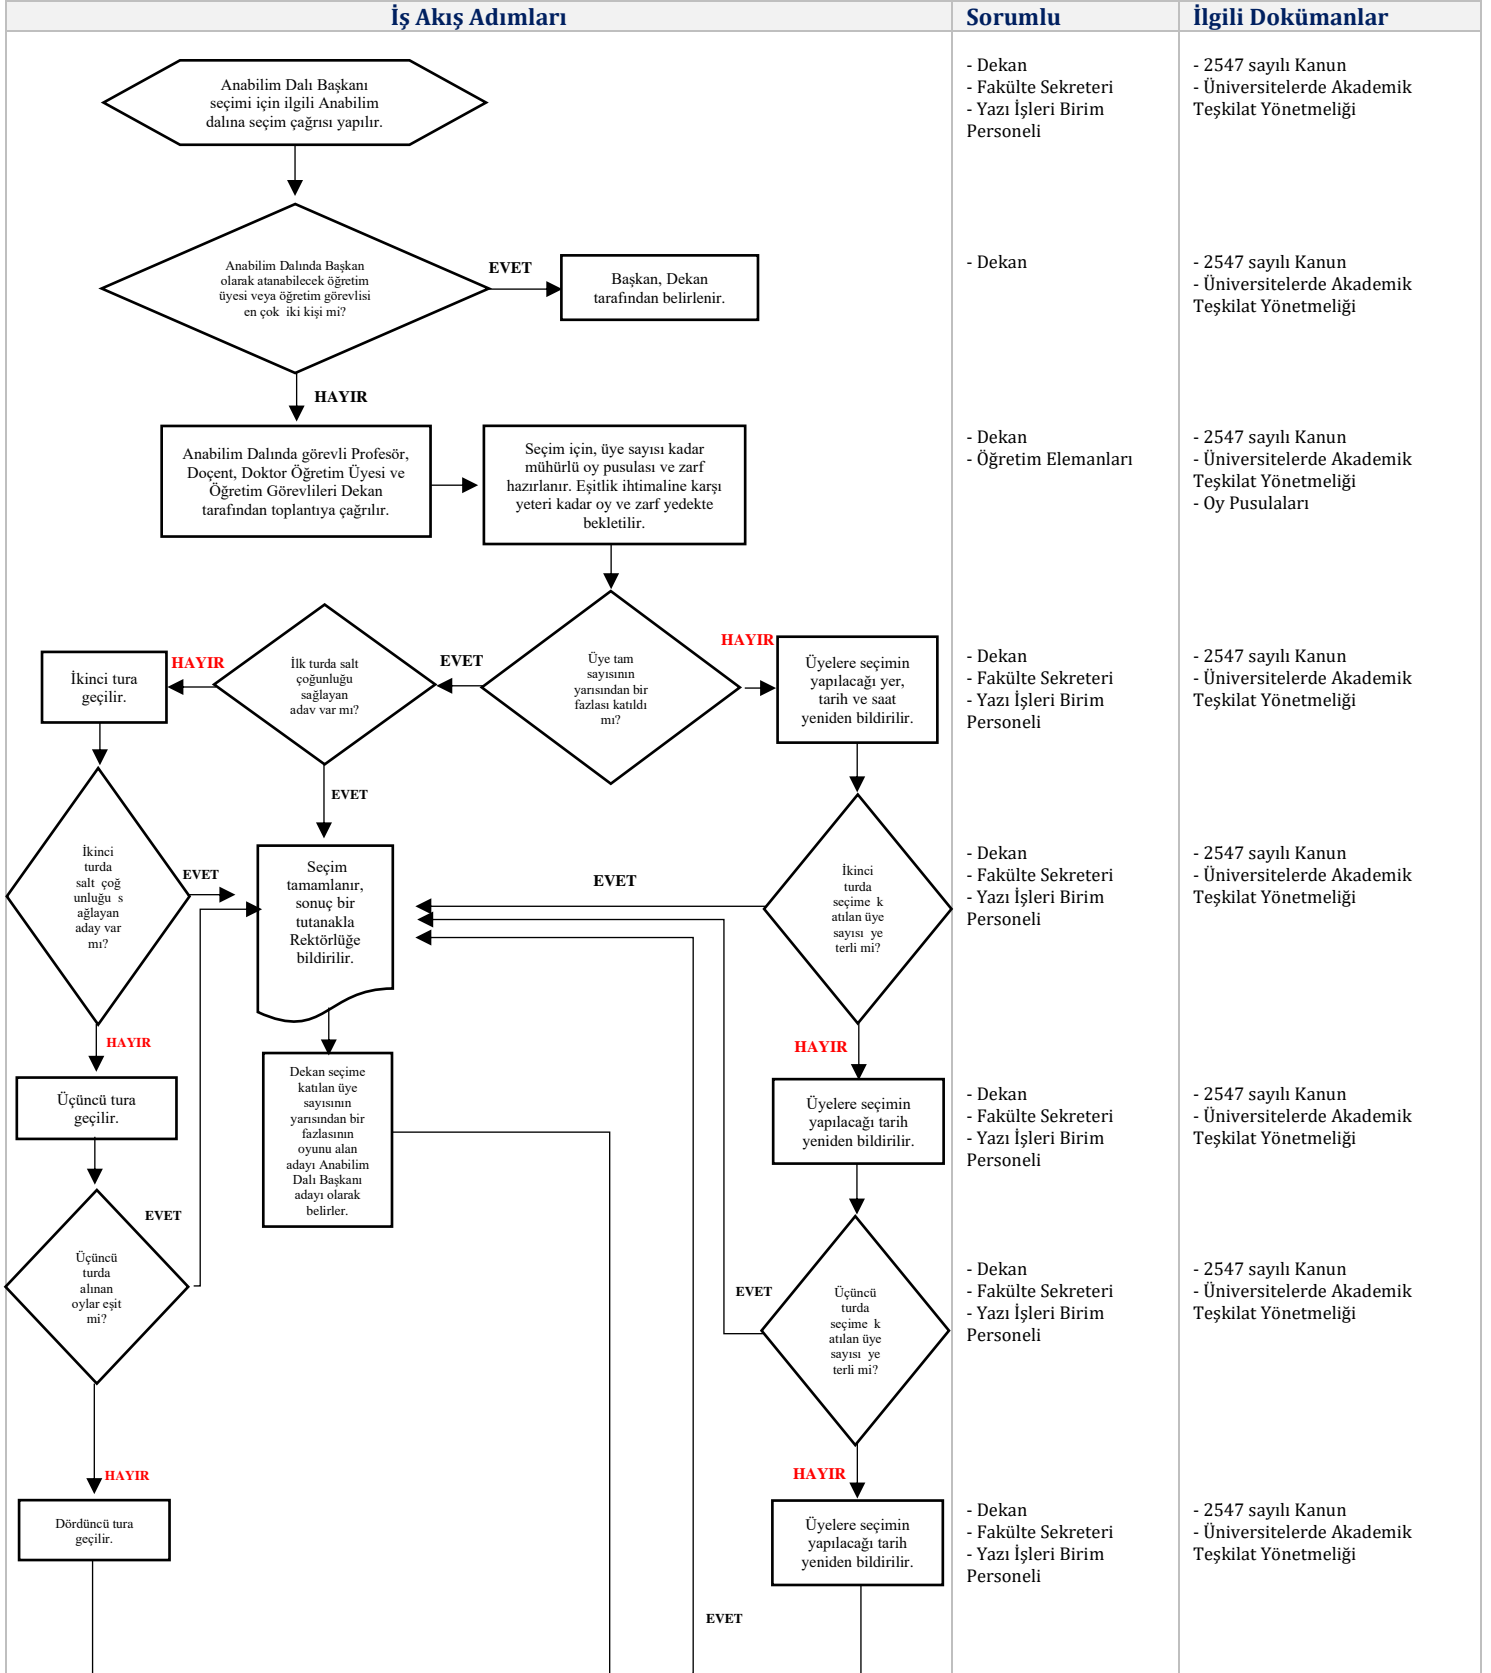 İş Akış Adımları
Sorumlu
İlgili Dokümanlar
Anabilim Dalı Başkanı
seçimi için ilgili Anabilim
dalına seçim çağrısı yapılır.
- Dekan
- Fakülte Sekreteri
- Yazı İşleri Birim
Personeli
- 2547 sayılı Kanun
- Üniversitelerde Akademik
Teşkilat Yönetmeliği
Anabilim Dalında Başkan
olarak atanabilecek öğretim
üyesi veya öğretim görevlisi
en çok iki kişi mi?
EVET
Başkan, Dekan
tarafından belirlenir.
- Dekan
- 2547 sayılı Kanun
- Üniversitelerde Akademik
Teşkilat Yönetmeliği
HAYIR
Anabilim Dalında görevli Profesör,
Doçent, Doktor Öğretim Üyesi ve
Öğretim Görevlileri Dekan
tarafından toplantıya çağrılır.
Seçim için, üye sayısı kadar
mühürlü oy pusulası ve zarf
hazırlanır. Eşitlik ihtimaline karşı
yeteri kadar oy ve zarf yedekte
bekletilir.
- Dekan
- Öğretim Elemanları
- 2547 sayılı Kanun
- Üniversitelerde Akademik
Teşkilat Yönetmeliği
- Oy Pusulaları
İkinci tura
geçilir.
HAYIR
İlk turda salt
çoğunluğu
sağlayan
aday var mı?
EVET
Üye tam
sayısının
yarısından bir
fazlası katıldı
mı?
HAYIR
Üyelere seçimin
yapılacağı yer,
tarih ve saat
yeniden bildirilir.
- Dekan
- Fakülte Sekreteri
- Yazı İşleri Birim
Personeli
- 2547 sayılı Kanun
- Üniversitelerde Akademik
Teşkilat Yönetmeliği
EVET
İkinci
turda
salt çoğ
unluğu s
ağlayan
aday var
mı?
EVET
Seçim
tamamlanır,
sonuç bir
tutanakla
Rektörlüğe
bildirilir.
EVET
İkinci
turda
seçime k
atılan üye
sayısı ye
terli mi?
- Dekan
- Fakülte Sekreteri
- Yazı İşleri Birim
Personeli
- 2547 sayılı Kanun
- Üniversitelerde Akademik
Teşkilat Yönetmeliği
HAYIR
HAYIR
Üçüncü tura
geçilir.
Dekan seçime
katılan üye
sayısının
yarısından bir
fazlasının
oyunu alan
adayı Anabilim
Dalı Başkanı
adayı olarak
belirler.
Üyelere seçimin
yapılacağı tarih
yeniden bildirilir.
- Dekan
- Fakülte Sekreteri
- Yazı İşleri Birim
Personeli
- 2547 sayılı Kanun
- Üniversitelerde Akademik
Teşkilat Yönetmeliği
EVET
Üçüncü
turda
alınan
oylar eşit
mi?
EVET
Üçüncü
turda
seçime k
atılan üye
sayısı ye
terli mi?
- Dekan
- Fakülte Sekreteri
- Yazı İşleri Birim
Personeli
- 2547 sayılı Kanun
- Üniversitelerde Akademik
Teşkilat Yönetmeliği
HAYIR
HAYIR
Dördüncü tura
geçilir.
Üyelere seçimin
yapılacağı tarih
yeniden bildirilir.
- Dekan
- Fakülte Sekreteri
- Yazı İşleri Birim
Personeli
- 2547 sayılı Kanun
- Üniversitelerde Akademik
Teşkilat Yönetmeliği
EVET